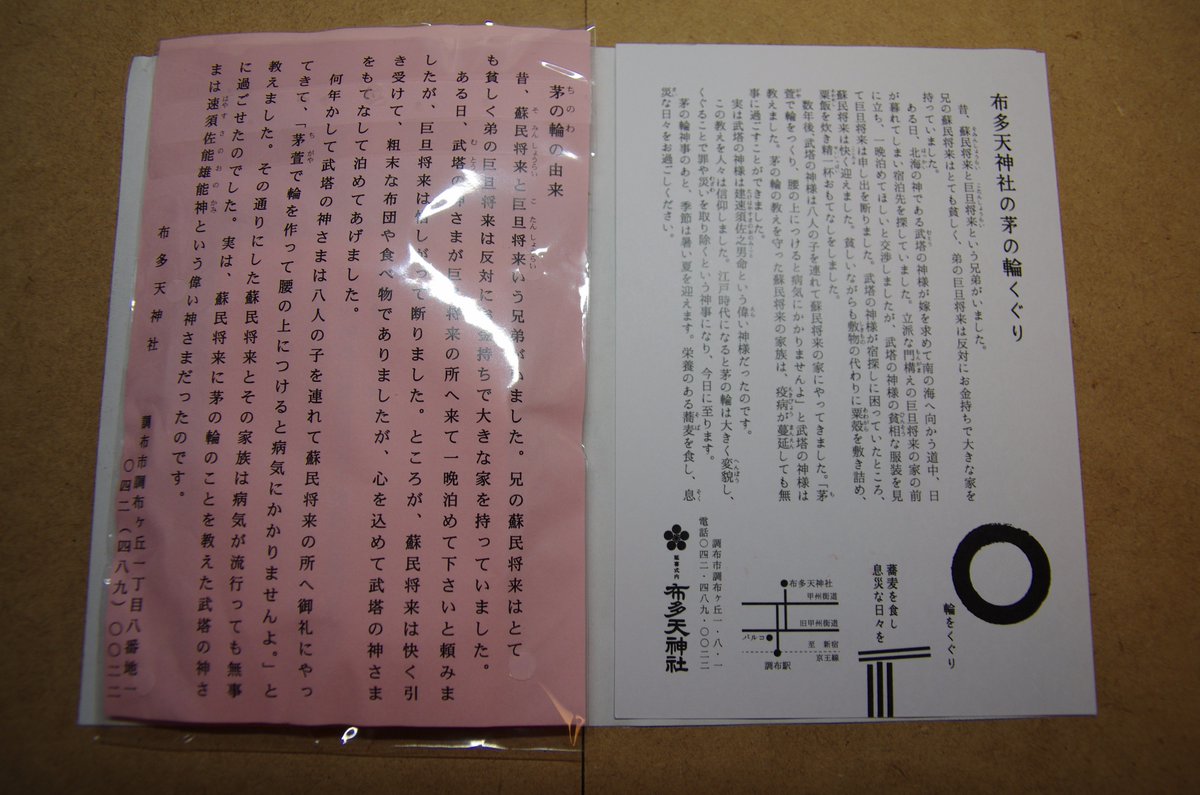 布多天神社の茅の輪くぐり
昔、蘇民将来と巨旦将来という兄弟がいました。
兄の蘇民将来はとても貧しく、弟の巨旦将来は反対にお金持ちで大きな家を
持っていました。
ある日、北海の神である武塔の神様が嫁を求めて南の海へ向かう道中、日
が暮れてしまい宿泊先を探していました。立派な門構えの巨旦将来の家の前
に立ち、一晩泊めてほしいと交渉しましたが、武塔の神様の貧相な服装を見
て巨旦将来は申し出を断りました。武塔の神様が宿探しに困っていたところ、
蘇民将来は快く迎えました。貧しいながらも敷物の代わりに粟殻を敷き詰め、
粟飯を炊き精一杯おもてなしをしました。
数年後、武塔の神様は八人の子を連れて蘇民将来の家にやってきました。「茅
萱で輪をつくり、腰の上につけると病気にかかりませんよ」と武塔の神様は
教えました。茅の輪の教えを守った蘇民将来の家族は、疫病が蔓延しても無
事に過ごすことができました。
実は武塔の神様は建速須佐之男命という偉い神様だったのです。
この教えを人々は信仰しました。江戸時代になると茅の輪は大きく変貌し、
くぐることで罪や災いを取り除くという神事になり、今日に至ります。
茅の輪神事のあと、季節は暑い夏を迎えます。栄養のある蕎麦を食し、息
災な日々をお過ごしください。
輪をくぐり
蕎麦を食し
息災な日々を
布多天神社
甲州街道
旧甲州街道
パルコ
至 新宿
京王線
調布駅
調布市調布ヶ丘一・八・一
電話〇四二・四八九・〇〇二二
延喜式内
布多天神社
茅の輪の由来
昔、蘇民将来と巨旦将来いう兄弟がいました。兄の蘇民将来はとて
も貧しく弟の巨旦将来は反対にお金持ちで大きな家を持っていました。
ある日、武塔の神さまが巨旦将来の所へ来て一晩泊めて下さいと頼みま
したが、巨旦将来は惜しがって断りました。ところが、蘇民将来は快く引
き受けて、粗末な布団や食べ物でありましたが、心を込めて武塔の神さま
をもてなして泊めてあげました。
何年かして武塔の神さまは八人の子を連れて蘇民将来の所へ御礼にやっ
てきて、「茅萱で輪を作って腰の上につけると病気にかかりませんよ。」と
教えました。その通りにした蘇民将来とその家族は病気が流行っても無事
に過ごせたのでした。実は、蘇民将来に茅の輪のことを教えた武塔の神さ
まは速須佐能雄能神という偉い神さまだったのです。
布多天神社
調布市調布ヶ丘一丁目八番地一
〇四二(四八九)〇〇二二